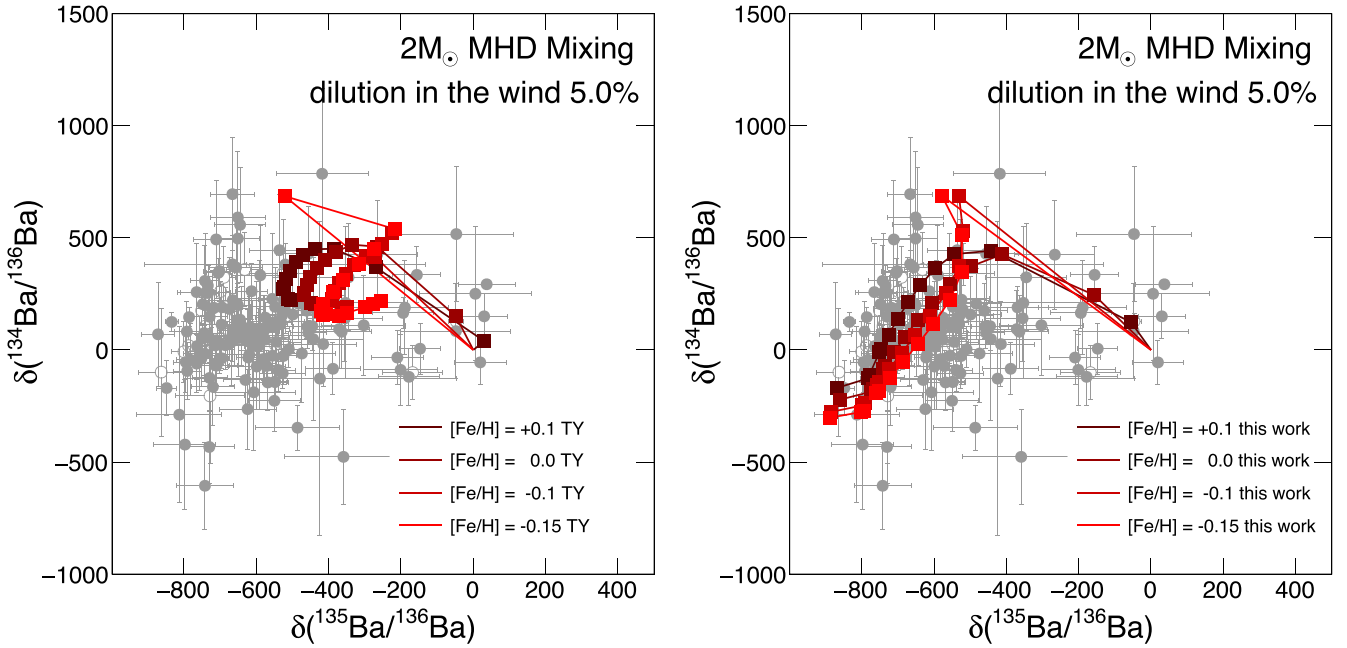 1500
1000
500
0
−500
−1000
δ(¹³⁴Ba/¹³⁶Ba)
2M☉ MHD Mixing
dilution in the wind 5.0%
[Fe/H] = +0.1 TY
[Fe/H] = 0.0 TY
[Fe/H] = -0.1 TY
[Fe/H] = -0.15 TY
−800 −600 −400 −200 0 200 400
δ(¹³⁵Ba/¹³⁶Ba)
1500
1000
500
0
−500
−1000
δ(¹³⁴Ba/¹³⁶Ba)
2M☉ MHD Mixing
dilution in the wind 5.0%
[Fe/H] = +0.1 this work
[Fe/H] = 0.0 this work
[Fe/H] = -0.1 this work
[Fe/H] = -0.15 this work
−800 −600 −400 −200 0 200 400
δ(¹³⁵Ba/¹³⁶Ba)